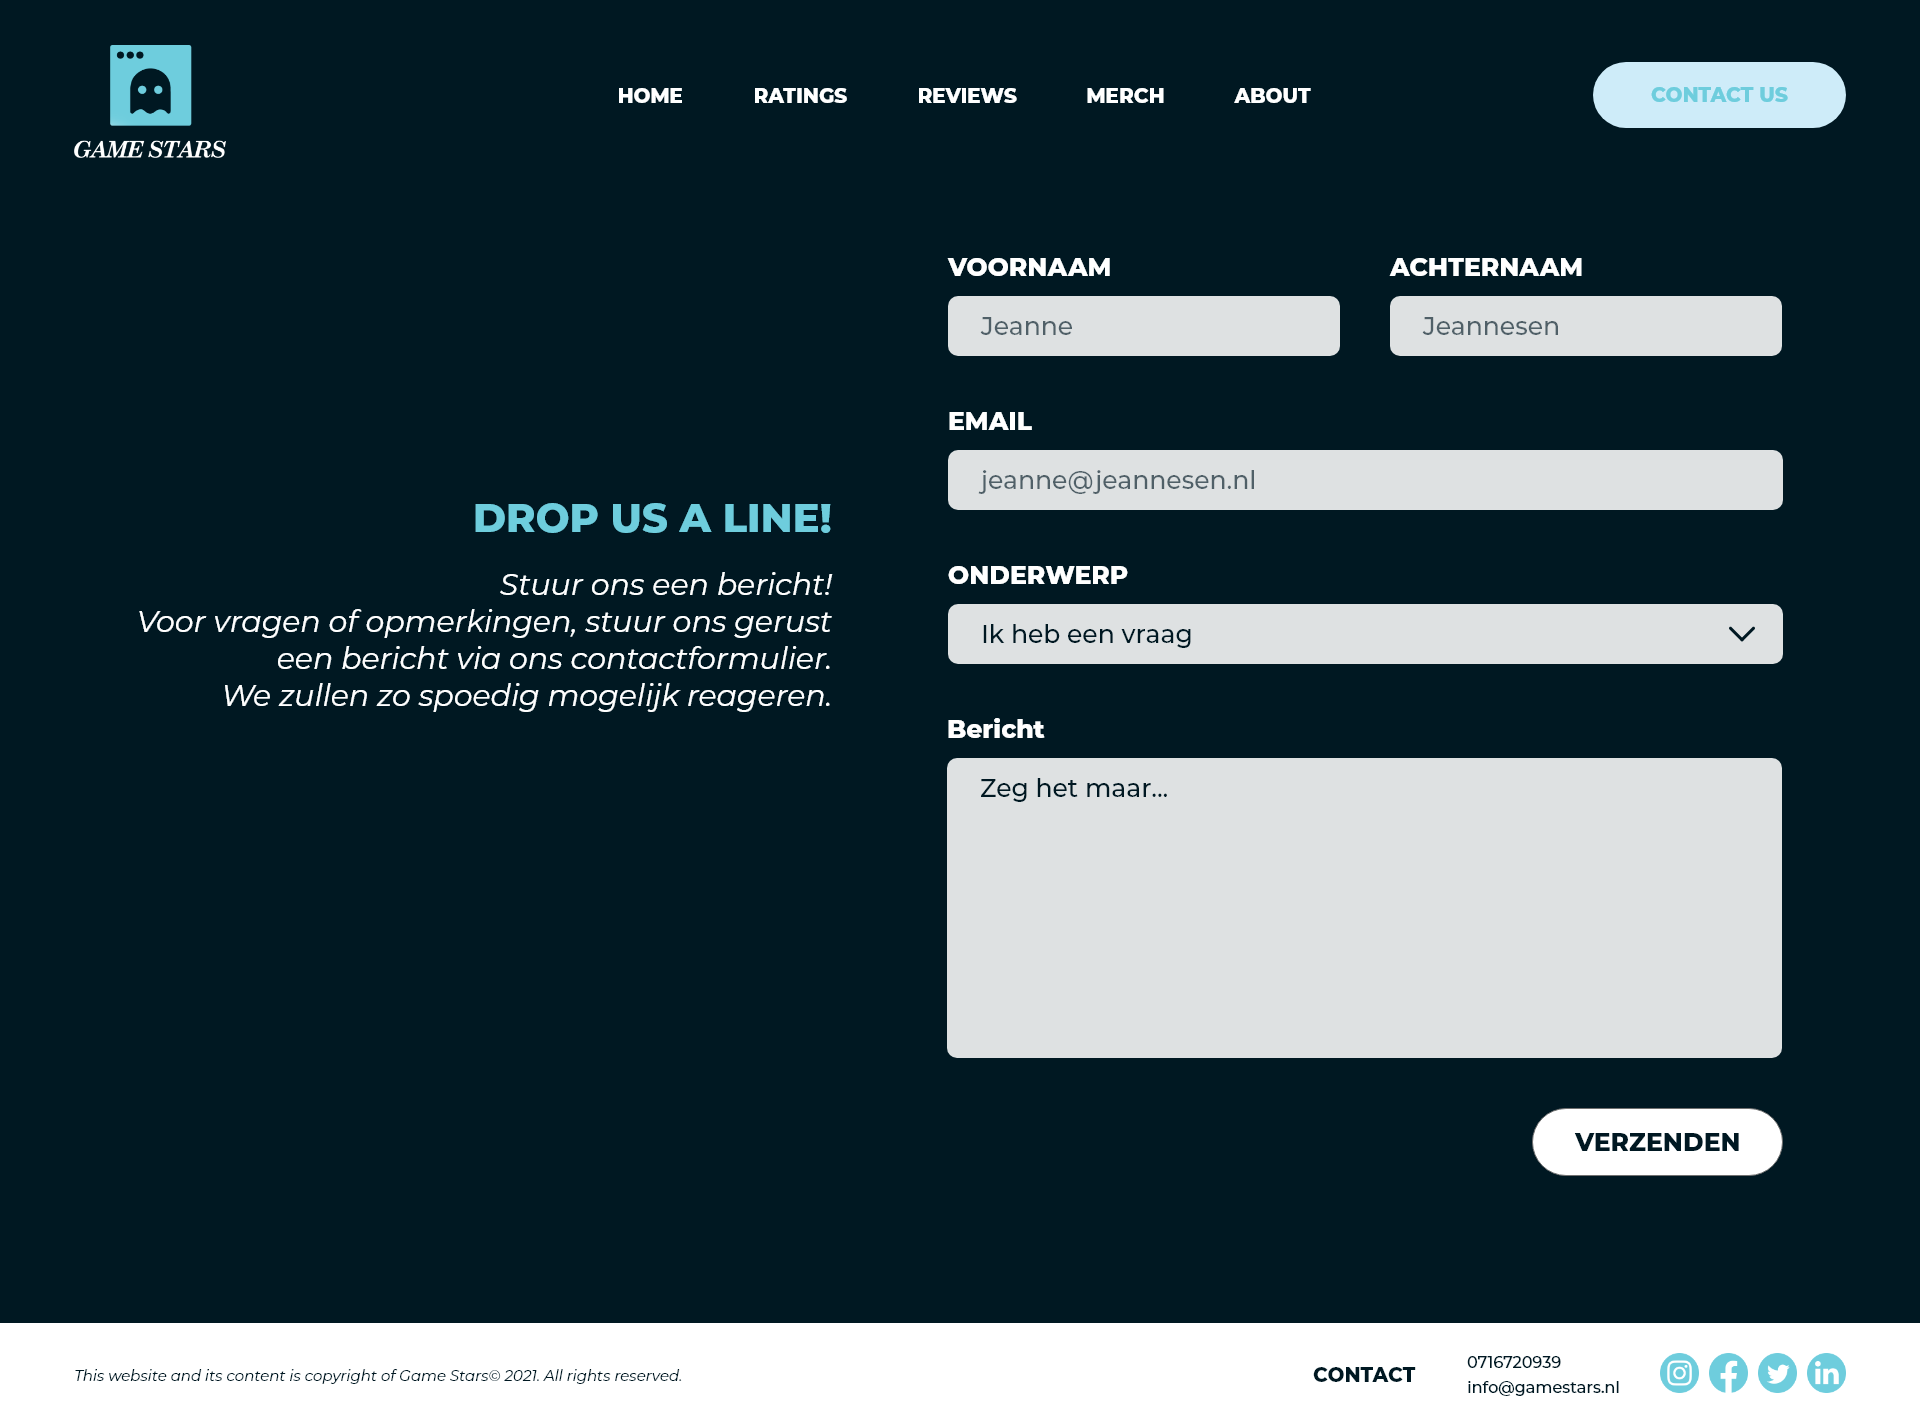 GAME STARS
HOME
RATINGS
REVIEWS
MERCH
ABOUT
CONTACT US
DROP US A LINE!
Stuur ons een bericht!
Voor vragen of opmerkingen, stuur ons gerust
een bericht via ons contactformulier.
We zullen zo spoedig mogelijk reageren.
VOORNAAM
Jeanne
ACHTERNAAM
Jeannesen
EMAIL
jeanne@jeannesen.nl
ONDERWERP
Ik heb een vraag
Bericht
Zeg het maar...
VERZENDEN
This website and its content is copyright of Game Stars© 2021. All rights reserved.
CONTACT
0716720939
info@gamestars.nl